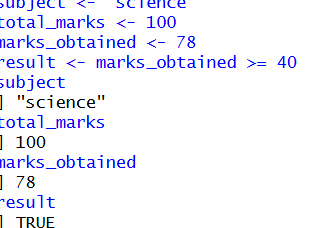 subject <- "science"
total_marks <- 100
marks_obtained <- 78
result <- marks_obtained >= 40
subject
] "science"
total_marks
] 100
marks_obtained
] 78
result
] TRUE